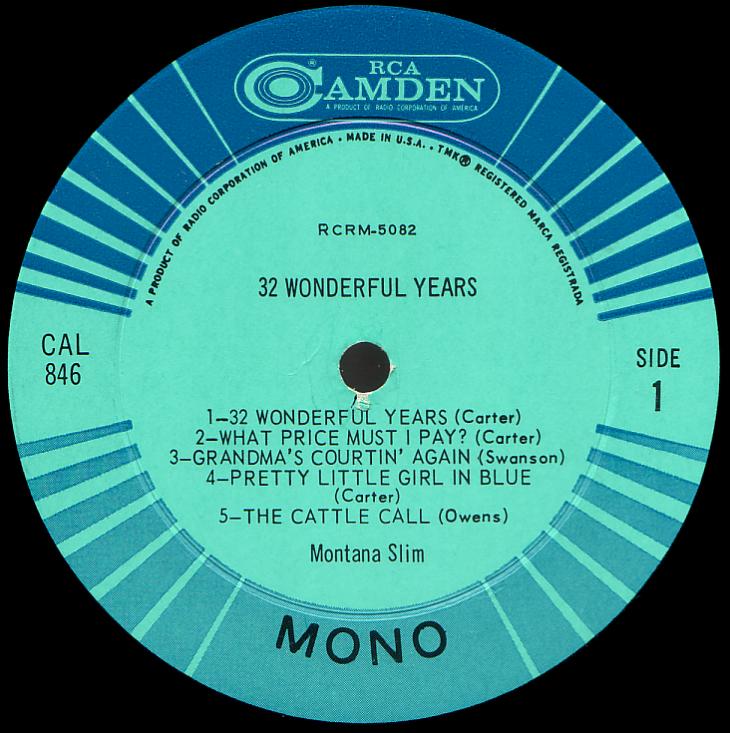 ®
RCA
CAMDEN
A PRODUCT OF RADIO CORPORATION OF AMERICA
A PRODUCT OF RADIO CORPORATION OF AMERICA • MADE IN U.S.A. • TMK® REGISTERED MARCA REGISTRADA
RCRM-5082
32 WONDERFUL YEARS
CAL
846
SIDE
1
1–32 WONDERFUL YEARS (Carter)
2–WHAT PRICE MUST I PAY? (Carter)
3–GRANDMA'S COURTIN' AGAIN (Swanson)
4–PRETTY LITTLE GIRL IN BLUE
(Carter)
5–THE CATTLE CALL (Owens)
Montana Slim
MONO